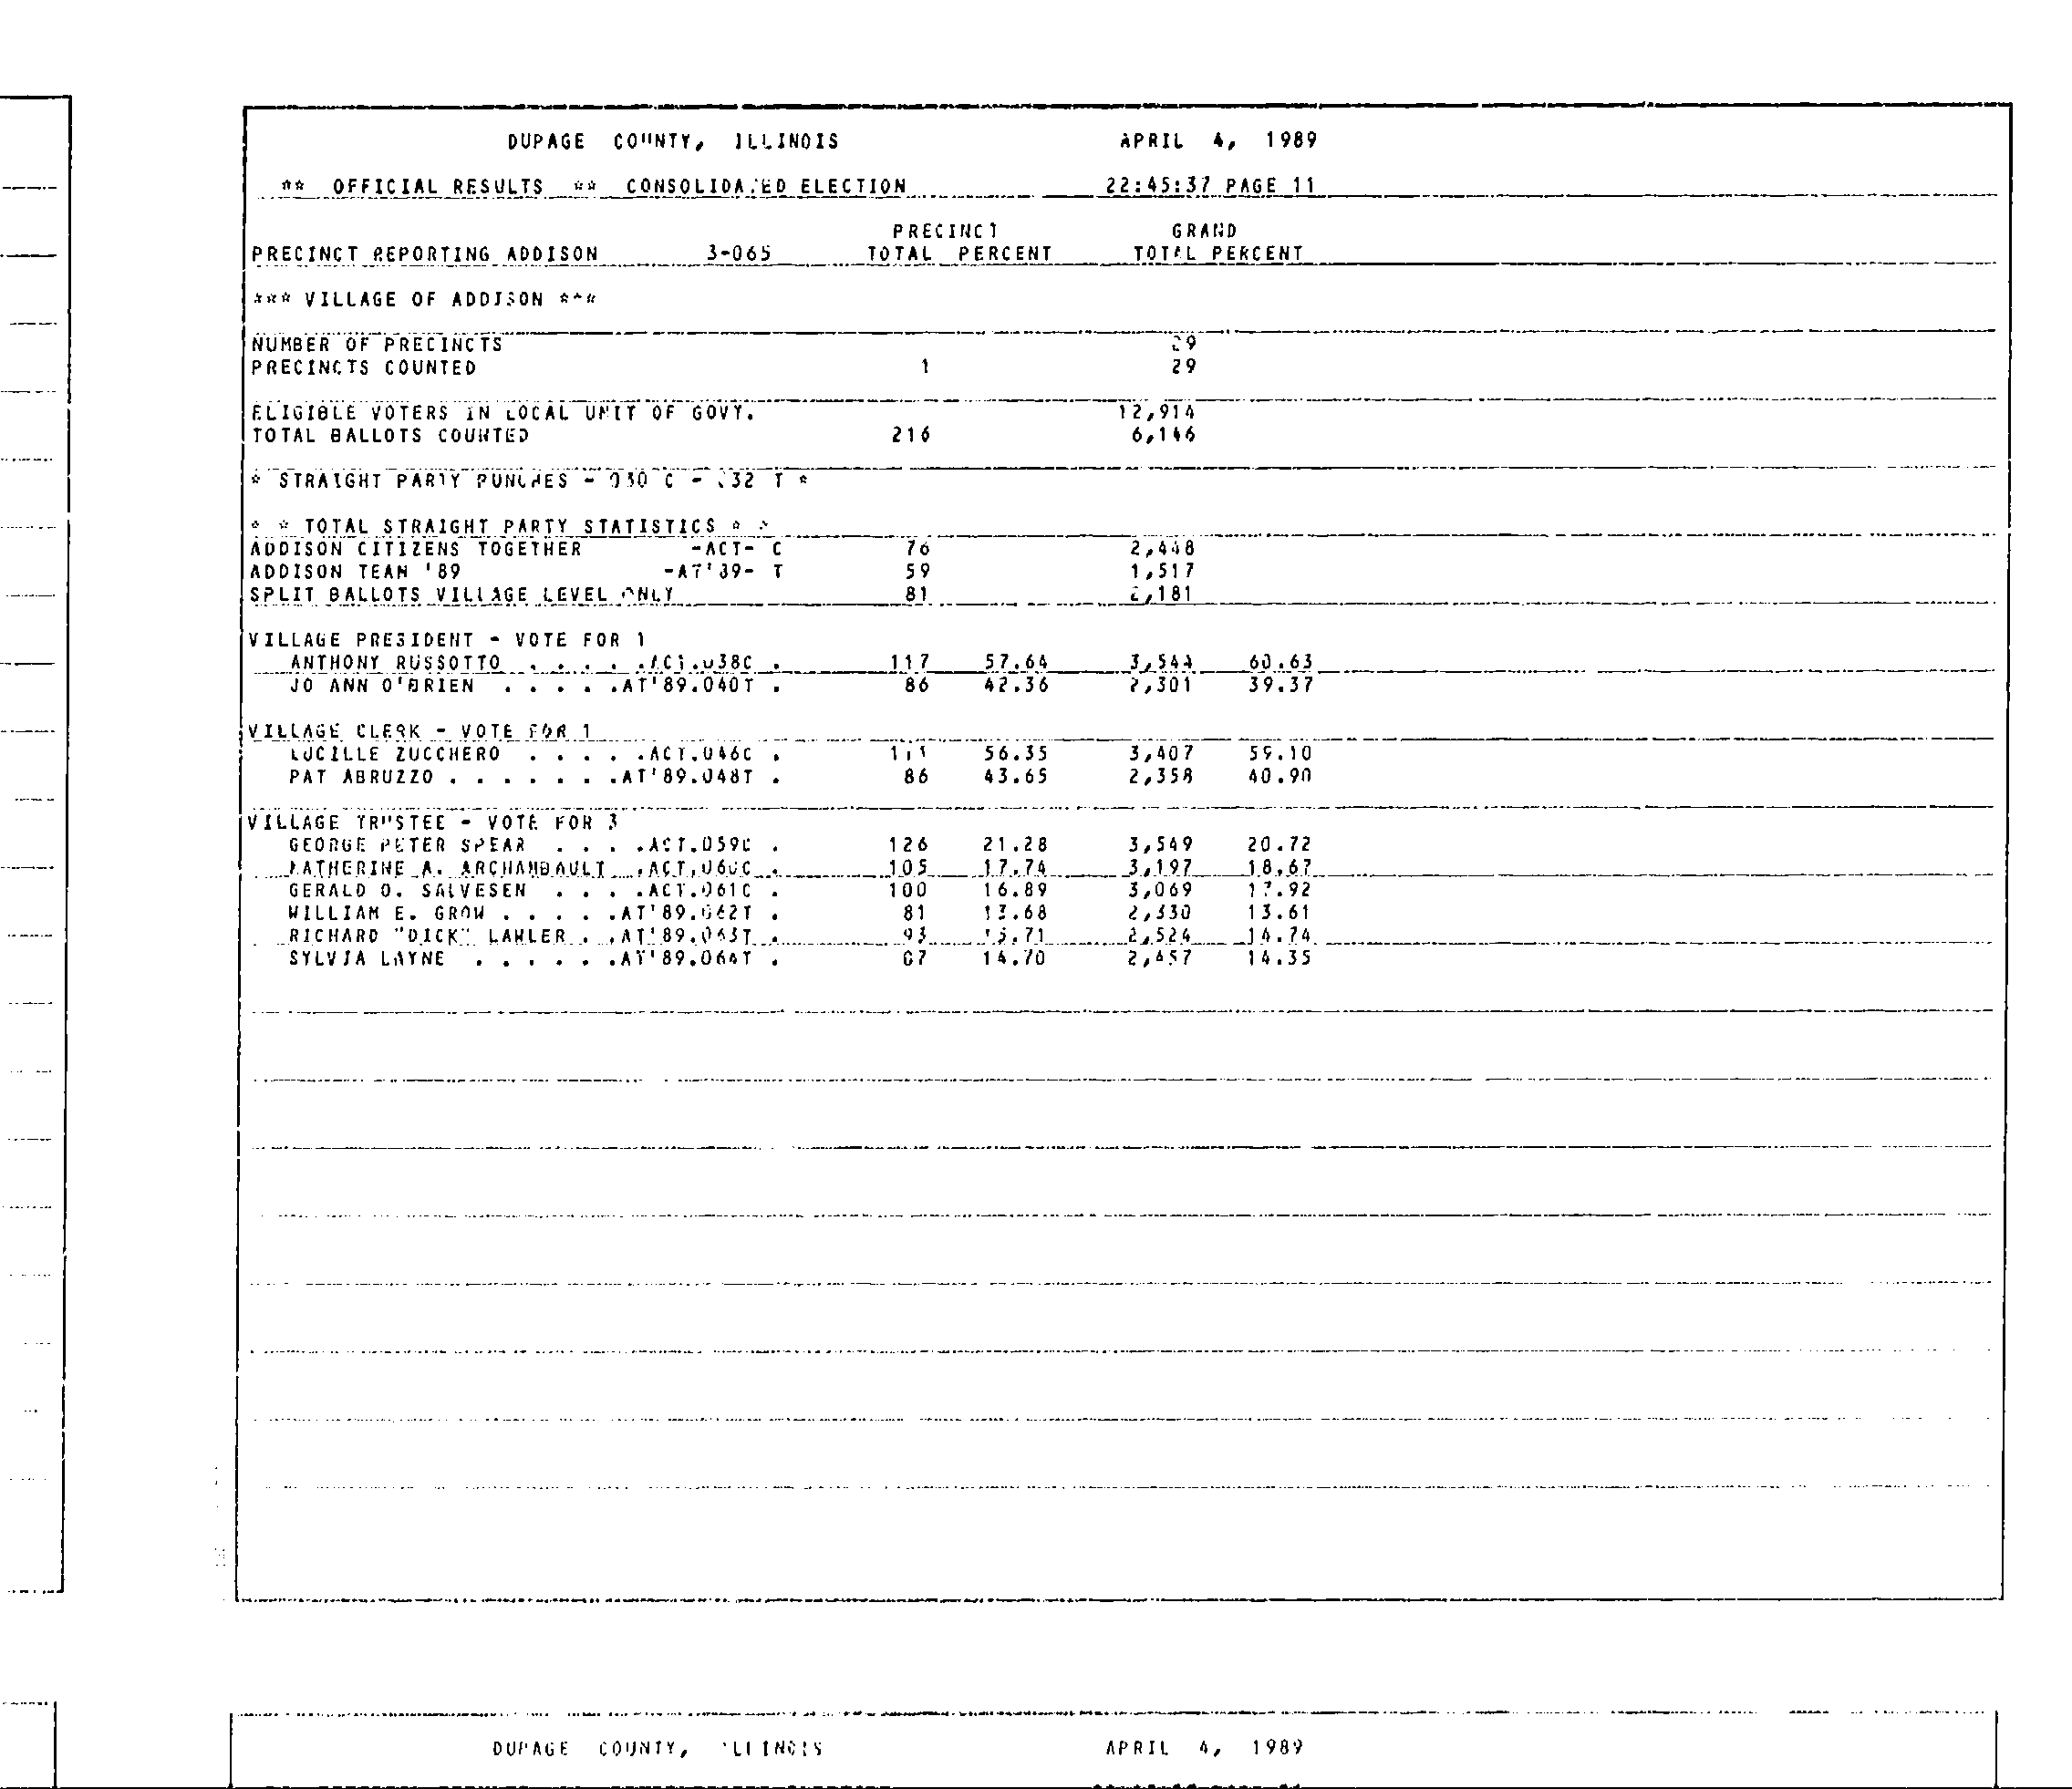 DUPAGE COUNTY, ILLINOIS APRIL 4, 1989
** OFFICIAL RESULTS ** CONSOLIDATED ELECTION 22:45:37 PAGE 11
PRECINCT GRAND
PRECINCT REPORTING ADDISON 3-065 TOTAL PERCENT TOTAL PERCENT
*** VILLAGE OF ADDISON ***
NUMBER OF PRECINCTS 29
PRECINCTS COUNTED 1 29
ELIGIBLE VOTERS IN LOCAL UNIT OF GOVT. 12,914
TOTAL BALLOTS COUNTED 216 6,146
* STRAIGHT PARTY PUNCHES - 030 C - 032 T *
* * TOTAL STRAIGHT PARTY STATISTICS * *
ADDISON CITIZENS TOGETHER -ACT- C 76 2,448
ADDISON TEAM '89 -AT'89- T 59 1,517
SPLIT BALLOTS VILLAGE LEVEL ONLY 81 2,181
VILLAGE PRESIDENT - VOTE FOR 1
ANTHONY RUSSOTTO . . . . .ACT.038C . 117 57.64 3,544 60.63
JO ANN O'BRIEN . . . . .AT'89.040T . 86 42.36 2,301 39.37
VILLAGE CLERK - VOTE FOR 1
LUCILLE ZUCCHERO . . . . .ACT.046C . 111 56.35 3,407 59.10
PAT ABRUZZO . . . . . . .AT'89.048T . 86 43.65 2,358 40.90
VILLAGE TRUSTEE - VOTE FOR 3
GEORGE PETER SPEAR . . . .ACT.059C . 126 21.28 3,549 20.72
KATHERINE A. ARCHAMBAULT .ACT.060C . 105 17.74 3,197 18.67
GERALD O. SALVESEN . . . .ACT.061C . 100 16.89 3,069 17.92
WILLIAM E. GROW . . . . .AT'89.062T . 81 13.68 2,330 13.61
RICHARD "DICK" LAWLER . .AT'89.063T . 93 15.71 2,524 14.74
SYLVIA LAYNE . . . . . .AT'89.064T . 87 14.70 2,457 14.35
DUPAGE COUNTY, ILLINOIS APRIL 4, 1989